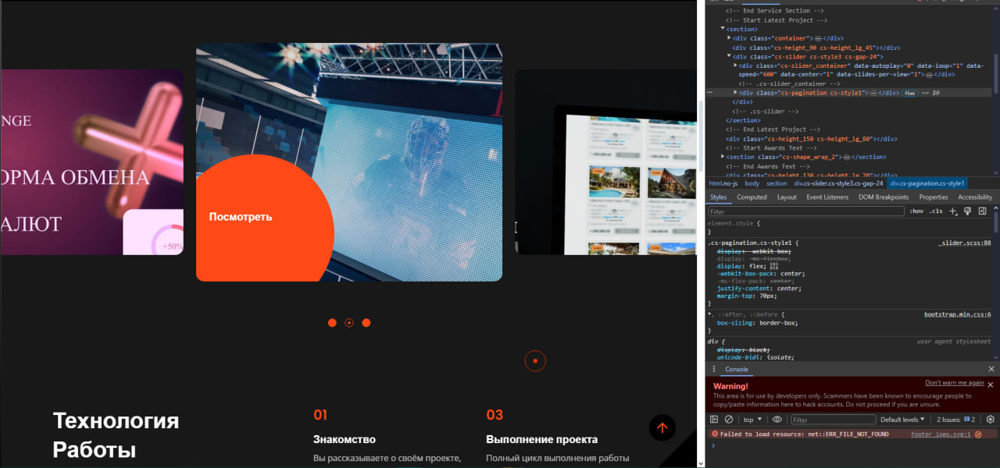 NGE
ОРМА ОБМЕНА
АЛЮТ
+50%
Посмотреть
Технология
Работы
01
Знакомство
Вы рассказываете о своём проекте,
03
Выполнение проекта
Полный цикл выполнения работы
<!-- End Service Section -->
<!-- Start Latest Project -->
<section>
<div class="container"></div>
<div class="cs-height_90 cs-height_lg_45"></div>
<div class="cs-slider cs-style3 cs-gap-24">
<div class="cs-slider_container" data-autoplay="0" data-loop="1" data-
speed="600" data-center="1" data-slides-per-view="1"></div>
<!-- .cs-slider_container -->
<div class="cs-pagination cs-style1"></div> flex == $0
</div>
<!-- .cs-slider -->
</section>
<!-- End Latest Project -->
<div class="cs-height_150 cs-height_lg_80"></div>
<!-- Start Awards Text -->
<section class="cs-shape_wrap_2"></section>
<!-- End Awards Text -->
<div class="cs-height_130 cs-height_lg_20"></div>
html.no-js body section div.cs-slider.cs-style3.cs-gap-24 div.cs-pagination.cs-style1
Styles Computed Layout Event Listeners DOM Breakpoints Properties Accessibility
Filter :hov .cls
element.style {
}
.cs-pagination.cs-style1 { _slider.scss:88
display: -webkit-box;
display: -ms-flexbox;
display: flex;
-webkit-box-pack: center;
-ms-flex-pack: center;
justify-content: center;
margin-top: 70px;
}
*, ::after, ::before { bootstrap.min.css:6
box-sizing: border-box;
}
div { user agent stylesheet
display: block;
unicode-bidi: isolate;
Console
Warning! Don't warn me again
This area is for use by developers only. Scammers have been known to encourage people to
copy/paste information here to hack accounts. Do not proceed if you are unsure.
top Filter Default levels 2 Issues: 2
Failed to load resource: net::ERR_FILE_NOT_FOUND footer_logo.svg:1